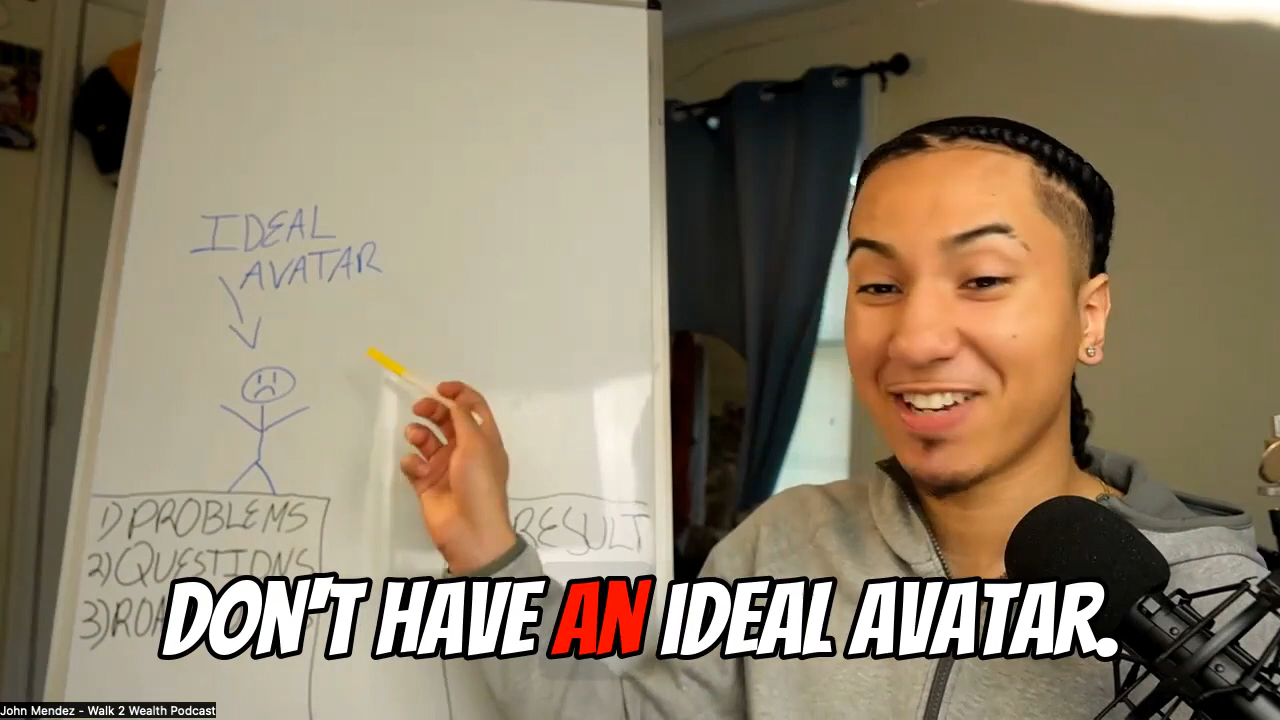 IDEAL
AVATAR
1) PROBLEMS
2) QUESTIONS
RESULT
DON'T HAVE AN IDEAL AVATAR.
John Mendez - Walk 2 Wealth Podcast